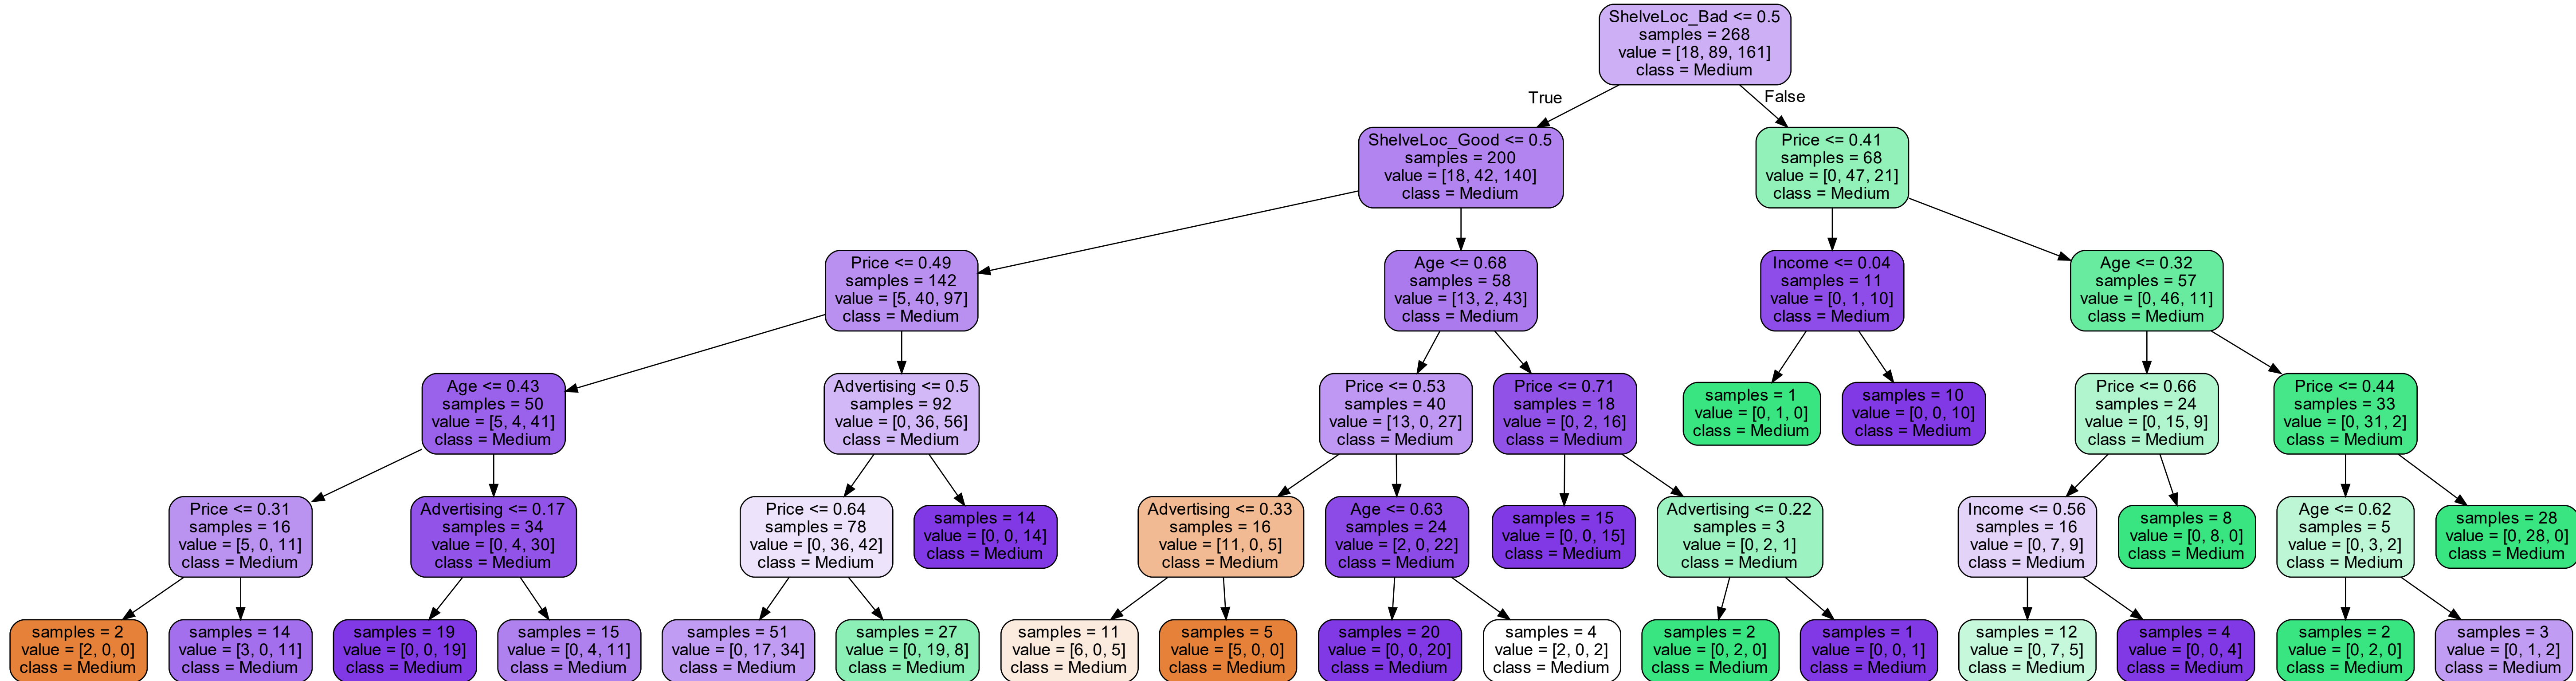 ShelveLoc_Bad <= 0.5
samples = 268
value = [18, 89, 161]
class = Medium
True
False
ShelveLoc_Good <= 0.5
samples = 200
value = [18, 42, 140]
class = Medium
Price <= 0.41
samples = 68
value = [0, 47, 21]
class = Medium
Price <= 0.49
samples = 142
value = [5, 40, 97]
class = Medium
Age <= 0.68
samples = 58
value = [13, 2, 43]
class = Medium
Income <= 0.04
samples = 11
value = [0, 1, 10]
class = Medium
Age <= 0.32
samples = 57
value = [0, 46, 11]
class = Medium
Age <= 0.43
samples = 50
value = [5, 4, 41]
class = Medium
Advertising <= 0.5
samples = 92
value = [0, 36, 56]
class = Medium
Price <= 0.53
samples = 40
value = [13, 0, 27]
class = Medium
Price <= 0.71
samples = 18
value = [0, 2, 16]
class = Medium
samples = 1
value = [0, 1, 0]
class = Medium
samples = 10
value = [0, 0, 10]
class = Medium
Price <= 0.66
samples = 24
value = [0, 15, 9]
class = Medium
Price <= 0.44
samples = 33
value = [0, 31, 2]
class = Medium
Price <= 0.31
samples = 16
value = [5, 0, 11]
class = Medium
Advertising <= 0.17
samples = 34
value = [0, 4, 30]
class = Medium
Price <= 0.64
samples = 78
value = [0, 36, 42]
class = Medium
samples = 14
value = [0, 0, 14]
class = Medium
Advertising <= 0.33
samples = 16
value = [11, 0, 5]
class = Medium
Age <= 0.63
samples = 24
value = [2, 0, 22]
class = Medium
samples = 15
value = [0, 0, 15]
class = Medium
Advertising <= 0.22
samples = 3
value = [0, 2, 1]
class = Medium
Income <= 0.56
samples = 16
value = [0, 7, 9]
class = Medium
samples = 8
value = [0, 8, 0]
class = Medium
Age <= 0.62
samples = 5
value = [0, 3, 2]
class = Medium
samples = 28
value = [0, 28, 0]
class = Medium
samples = 2
value = [2, 0, 0]
class = Medium
samples = 14
value = [3, 0, 11]
class = Medium
samples = 19
value = [0, 0, 19]
class = Medium
samples = 15
value = [0, 4, 11]
class = Medium
samples = 51
value = [0, 17, 34]
class = Medium
samples = 27
value = [0, 19, 8]
class = Medium
samples = 11
value = [6, 0, 5]
class = Medium
samples = 5
value = [5, 0, 0]
class = Medium
samples = 20
value = [0, 0, 20]
class = Medium
samples = 4
value = [2, 0, 2]
class = Medium
samples = 2
value = [0, 2, 0]
class = Medium
samples = 1
value = [0, 0, 1]
class = Medium
samples = 12
value = [0, 7, 5]
class = Medium
samples = 4
value = [0, 0, 4]
class = Medium
samples = 2
value = [0, 2, 0]
class = Medium
samples = 3
value = [0, 1, 2]
class = Medium